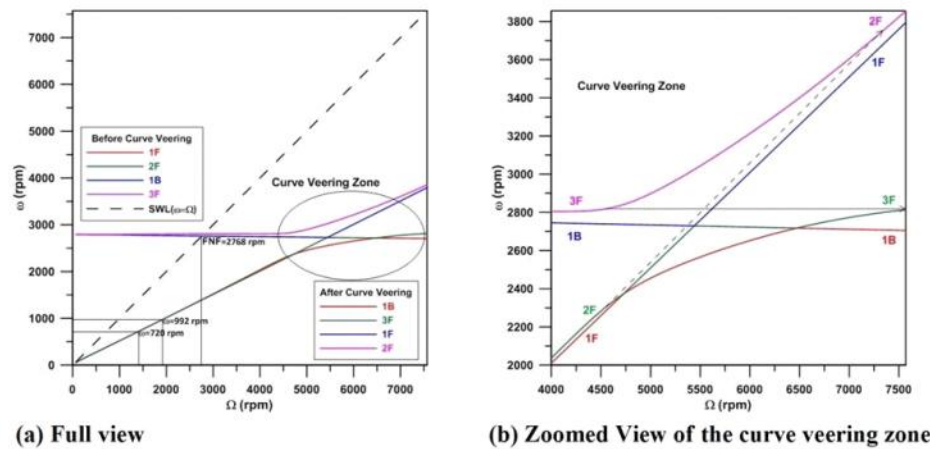 7000
6000
5000
4000
3000
2000
1000
0
ω (rpm)
Before Curve Veering
1F
2F
1B
3F
SWL(ω=Ω)
Curve Veering Zone
FNF=2768 rpm
ω=992 rpm
ω=720 rpm
After Curve Veering
1B
3F
1F
2F
0 1000 2000 3000 4000 5000 6000 7000
Ω (rpm)
(a) Full view
3800
3600
3400
3200
3000
2800
2600
2400
2200
2000
ω (rpm)
Curve Veering Zone
2F
1F
3F
3F
1B
1B
2F
1F
4000 4500 5000 5500 6000 6500 7000 7500
Ω (rpm)
(b) Zoomed View of the curve veering zone